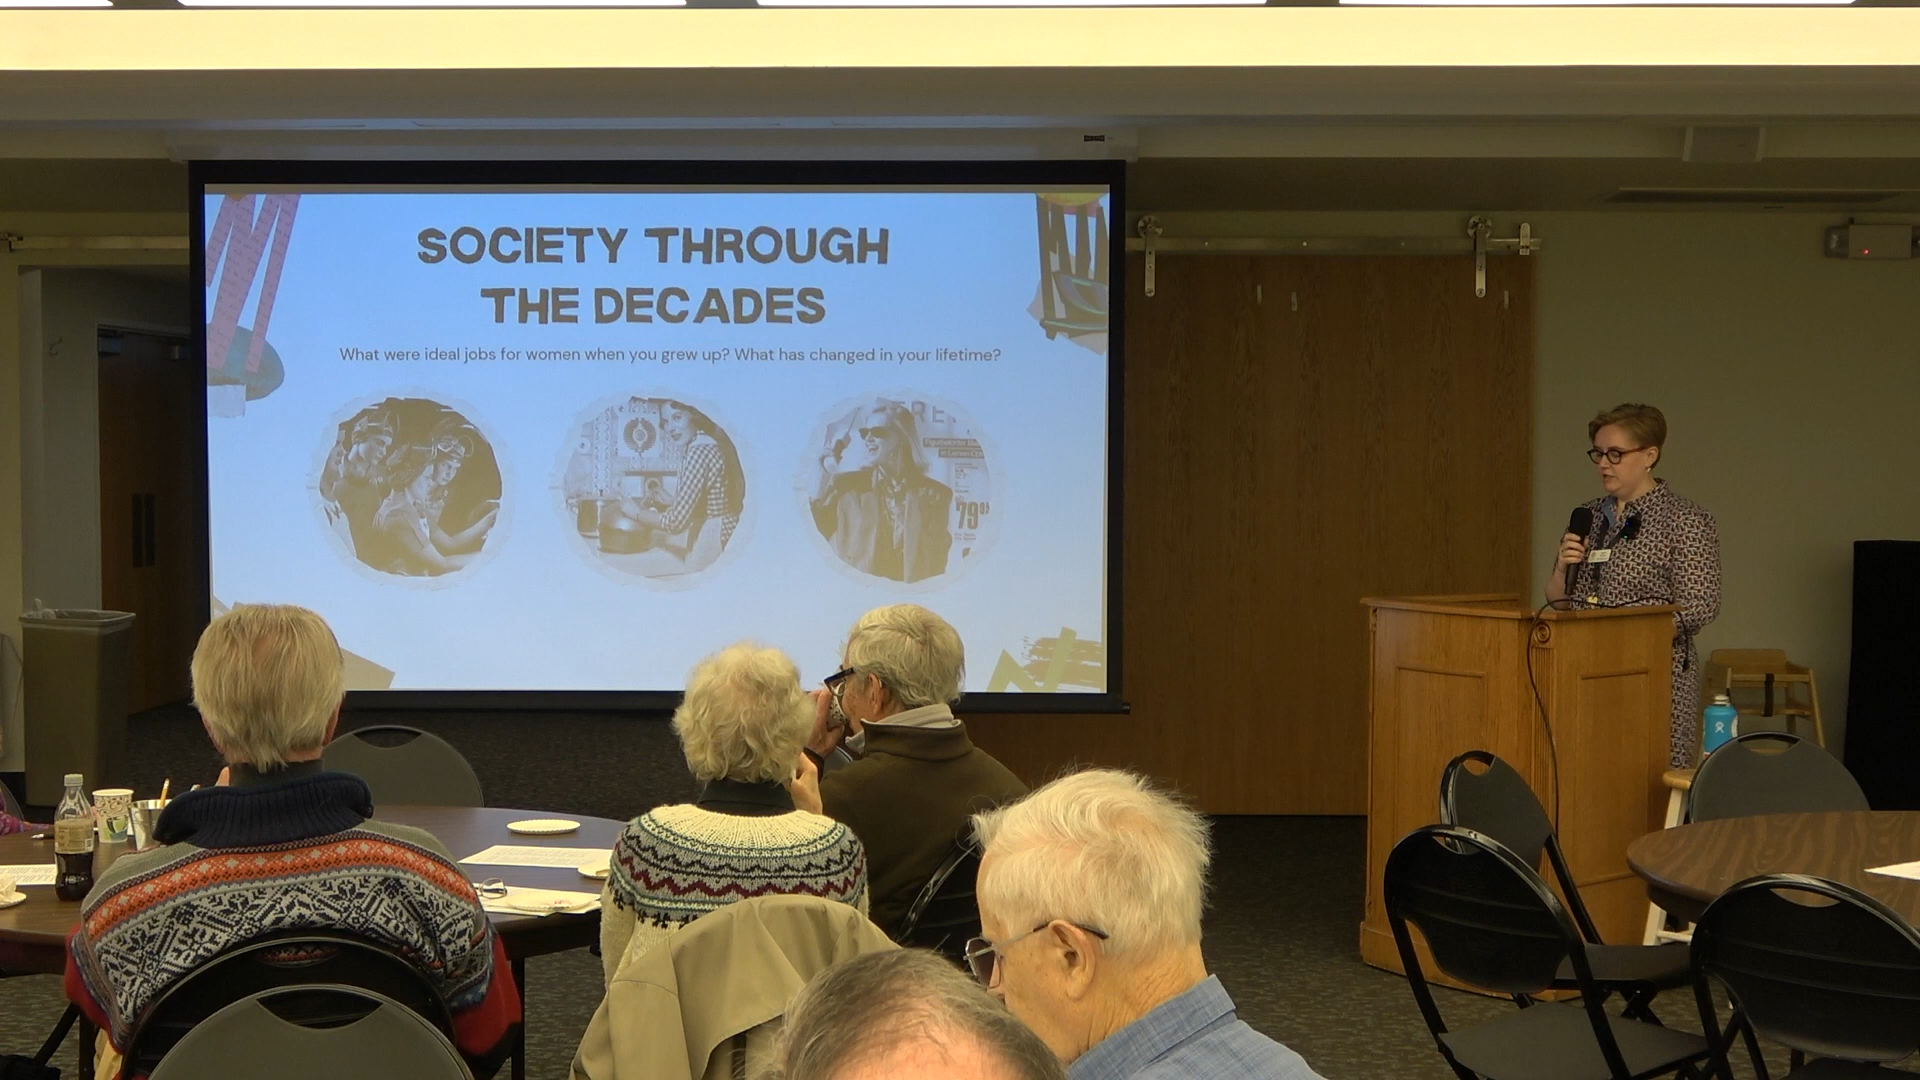 SOCIETY THROUGH
THE DECADES
What were ideal jobs for women when you grew up? What has changed in your lifetime?
79